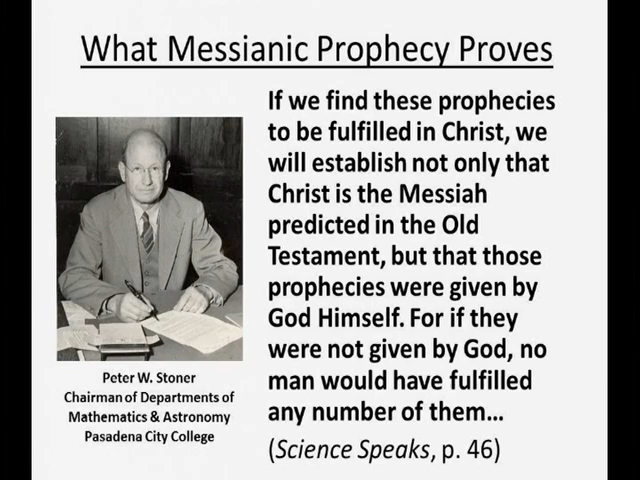 What Messianic Prophecy Proves
If we find these prophecies
to be fulfilled in Christ, we
will establish not only that
Christ is the Messiah
predicted in the Old
Testament, but that those
prophecies were given by
God Himself. For if they
were not given by God, no
man would have fulfilled
any number of them...
(Science Speaks, p. 46)
Peter W. Stoner
Chairman of Departments of
Mathematics & Astronomy
Pasadena City College